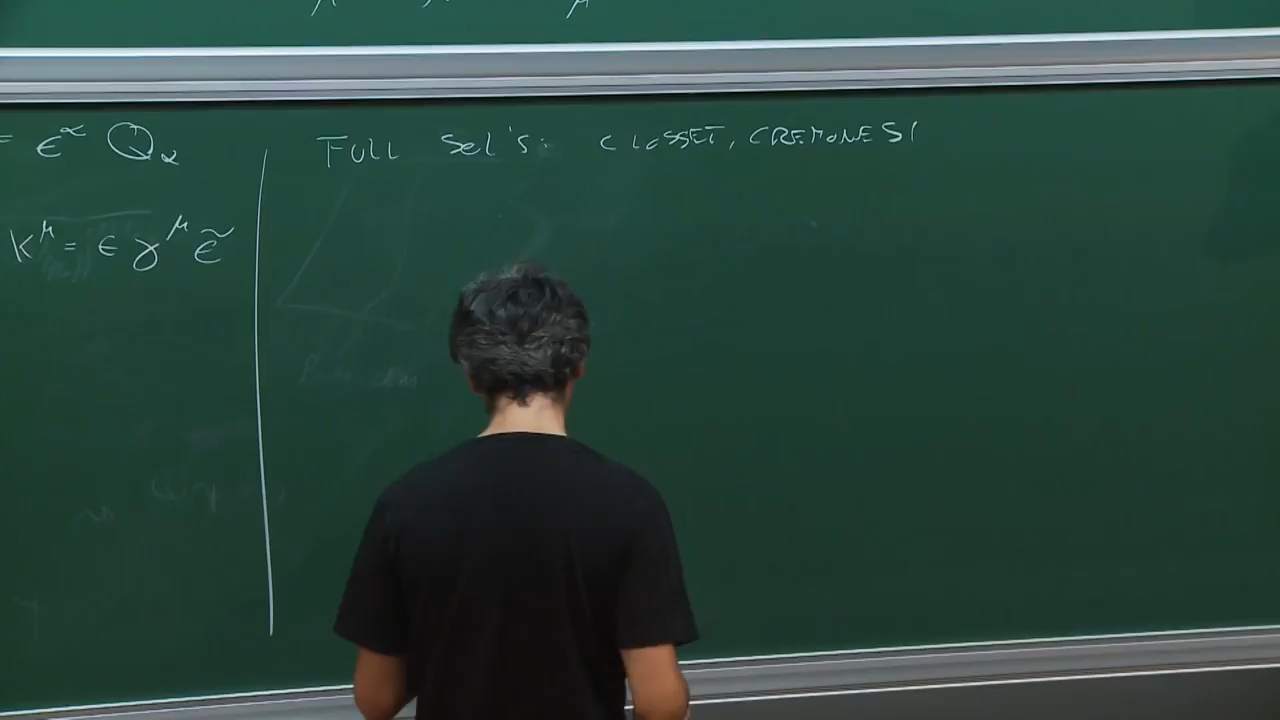 = ε^α Q_α
K^μ = ε γ^μ ε̃
FULL Sol's: CLOSSET, CREMONESI